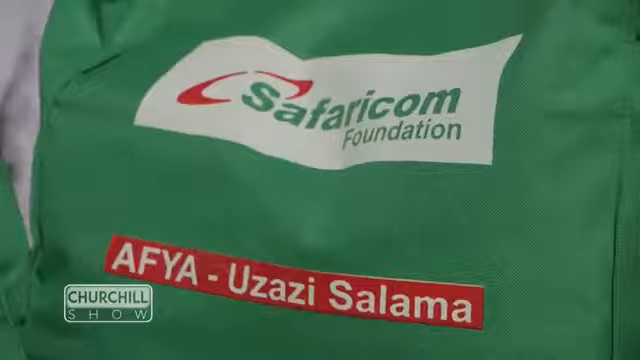 Safaricom
Foundation
AFYA - Uzazi Salama
CHURCHILL
SHOW